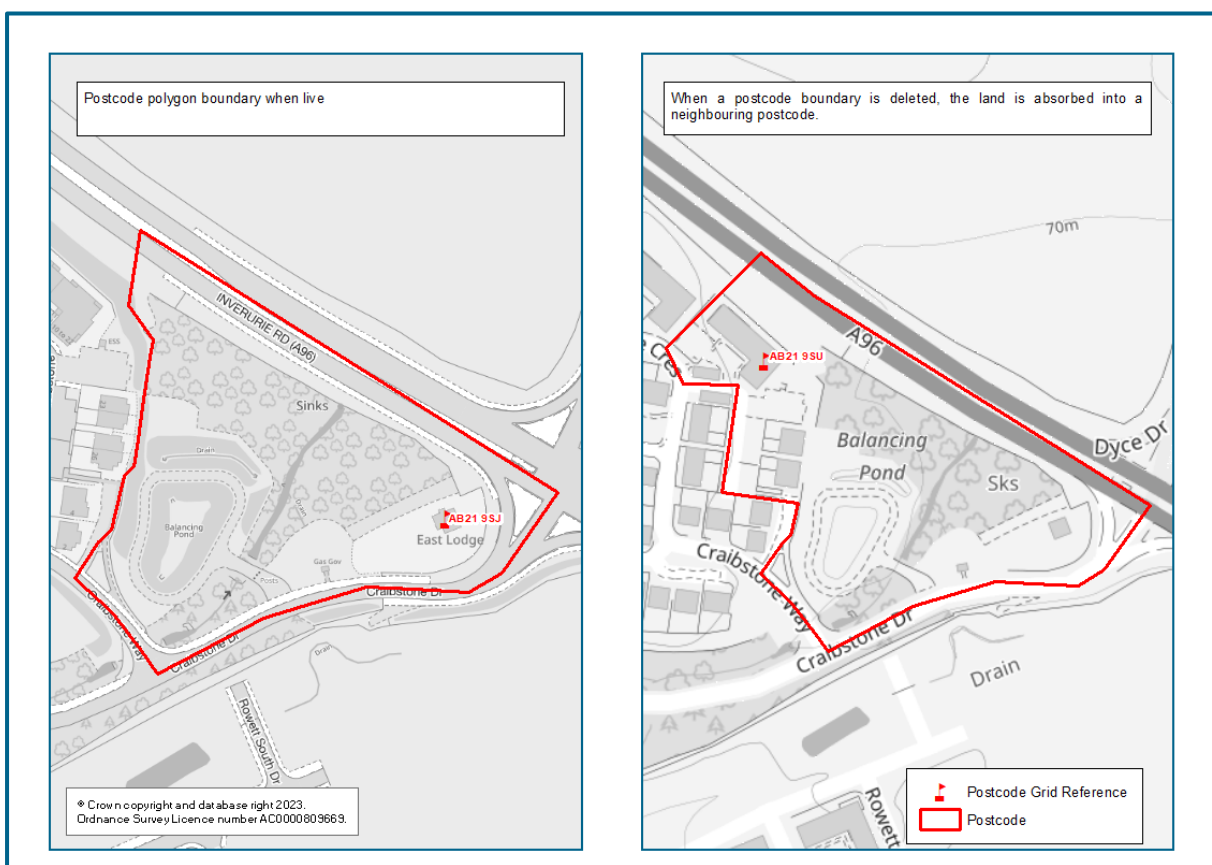 Postcode polygon boundary when live
INVERURIE RD (A96)
ESS
Sinks
Drain
AB21 9SJ
East Lodge
Balancing
Pond
Drain
Gas Gov
Posts
Craibstone Dr
Craibstone Way
Craibstone Dr
Drain
Rowett South Dr
© Crown copyright and database right 2023.
Ordnance Survey Licence number AC0000809669.
When a postcode boundary is deleted, the land is absorbed into a
neighbouring postcode.
70m
A96
AB21 9SU
e Cres
Dyce Dr
Balancing
Pond
Sks
Craibstone Way
Craibstone Dr
Drain
Rowett
Postcode Grid Reference
Postcode